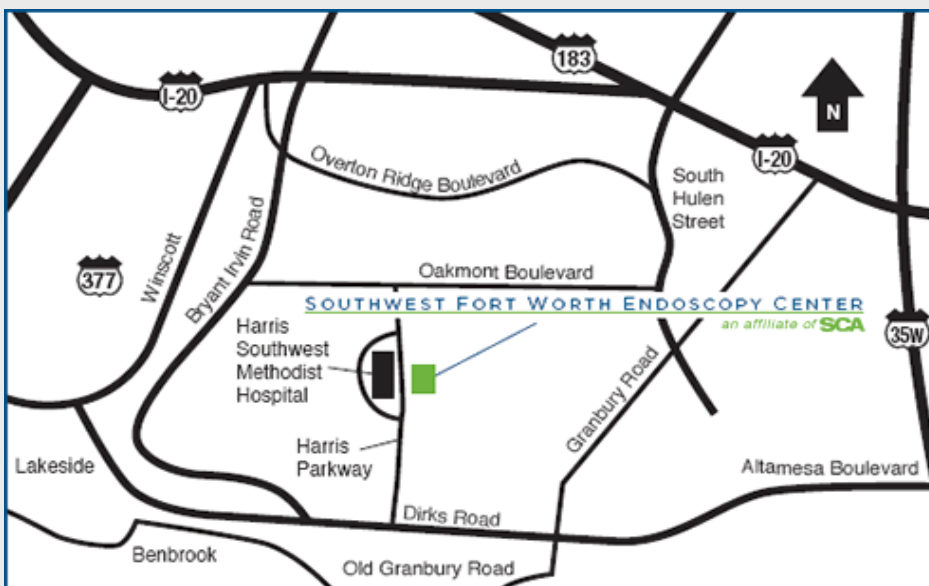 183
I-20
N
I-20
Overton Ridge Boulevard
South
Hulen
Street
377
Winscott
Bryant Irvin Road
Oakmont Boulevard
SOUTHWEST FORT WORTH ENDOSCOPY CENTER
an affiliate of SCA
35W
Harris
Southwest
Methodist
Hospital
Granbury Road
Harris
Parkway
Lakeside
Altamesa Boulevard
Dirks Road
Benbrook
Old Granbury Road